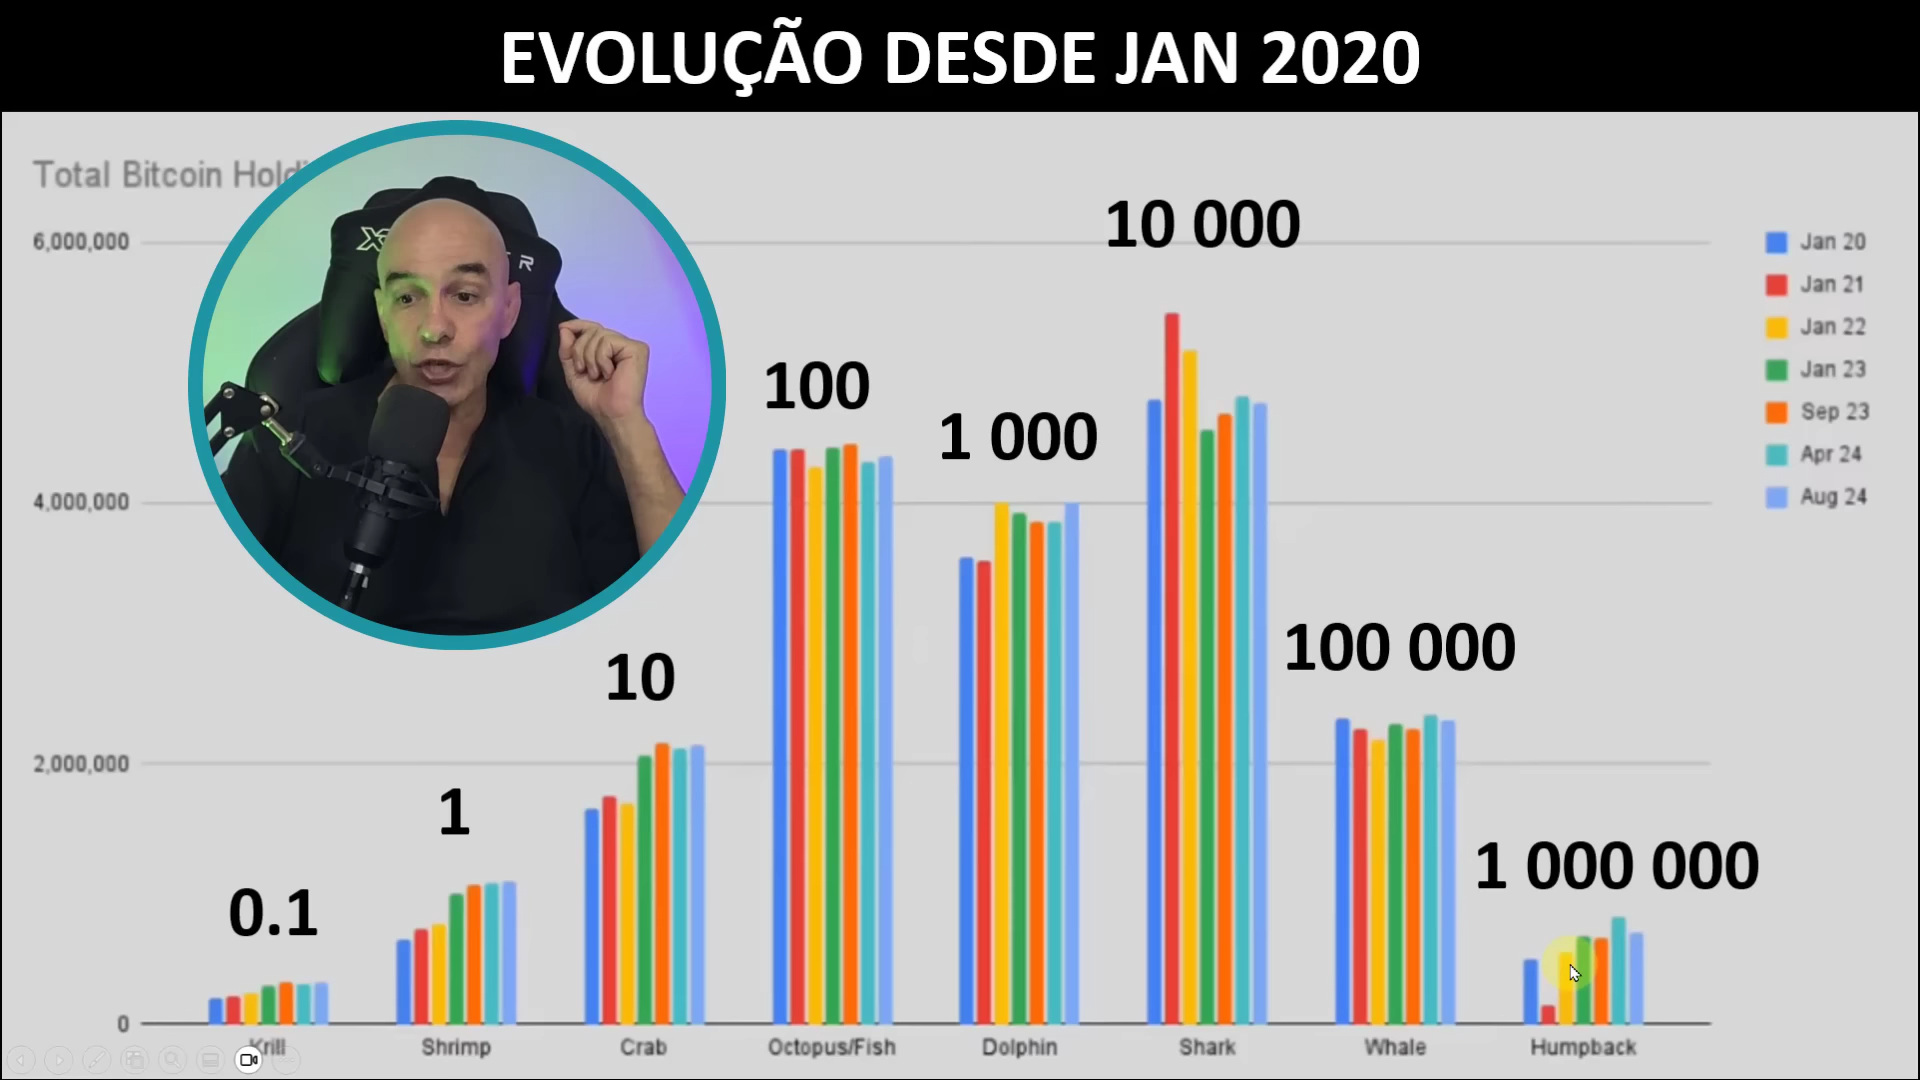 EVOLUÇÃO DESDE JAN 2020
Total Bitcoin
10 000
6,000,000
Jan 20
Jan 21
Jan 22
Jan 23
Sep 23
Apr 24
Aug 24
100
1 000
4,000,000
100 000
10
2,000,000
1
1 000 000
0.1
0
Krill
Shrimp
Crab
Octopus/Fish
Dolphin
Shark
Whale
Humpback